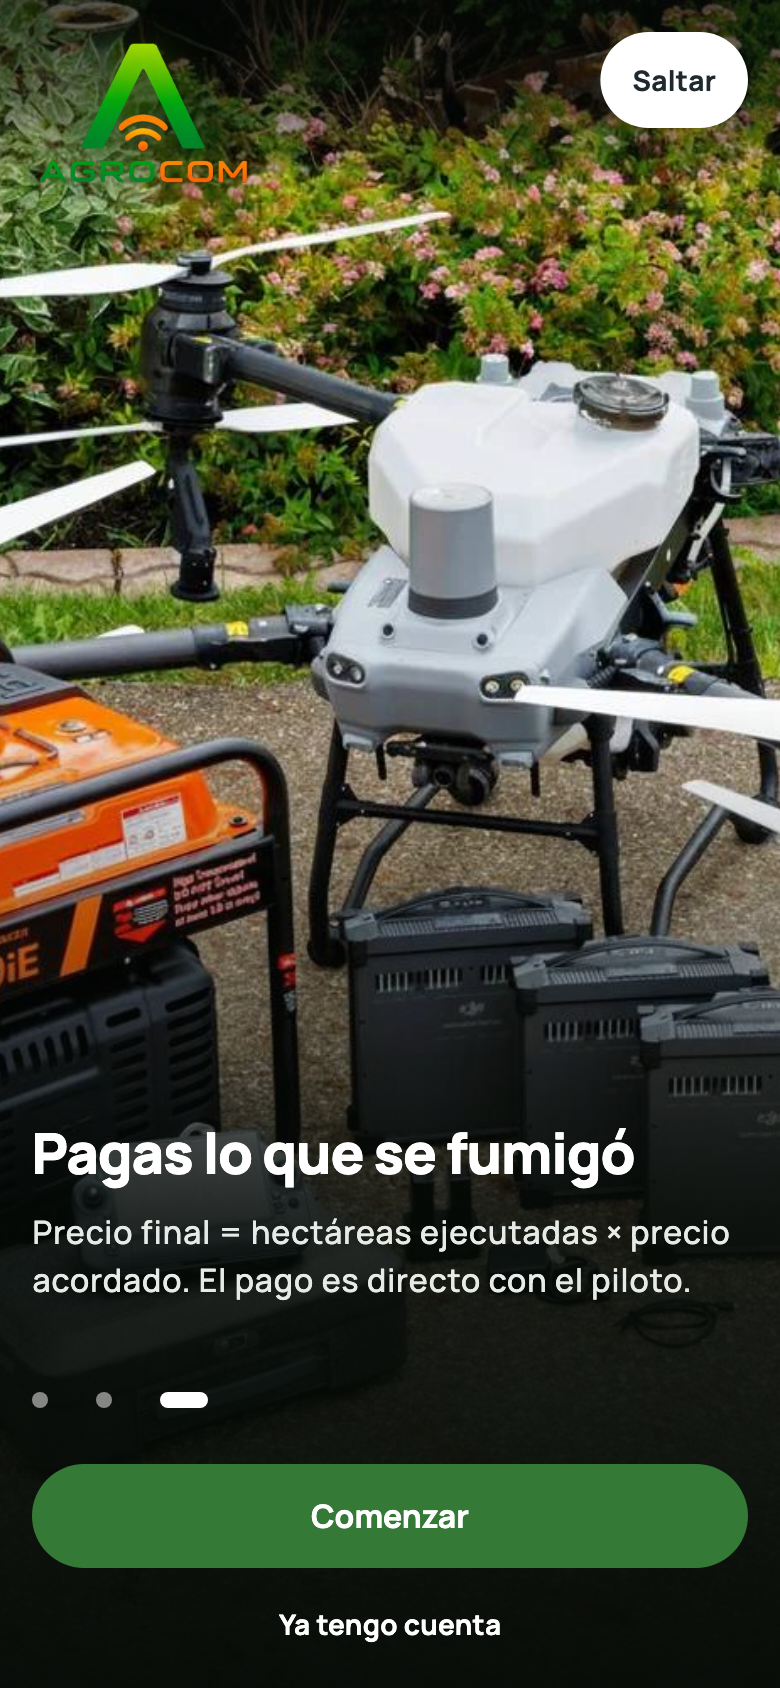 AGROCOM
Saltar
Pagas lo que se fumigó
Precio final = hectáreas ejecutadas × precio
acordado. El pago es directo con el piloto.
Comenzar
Ya tengo cuenta